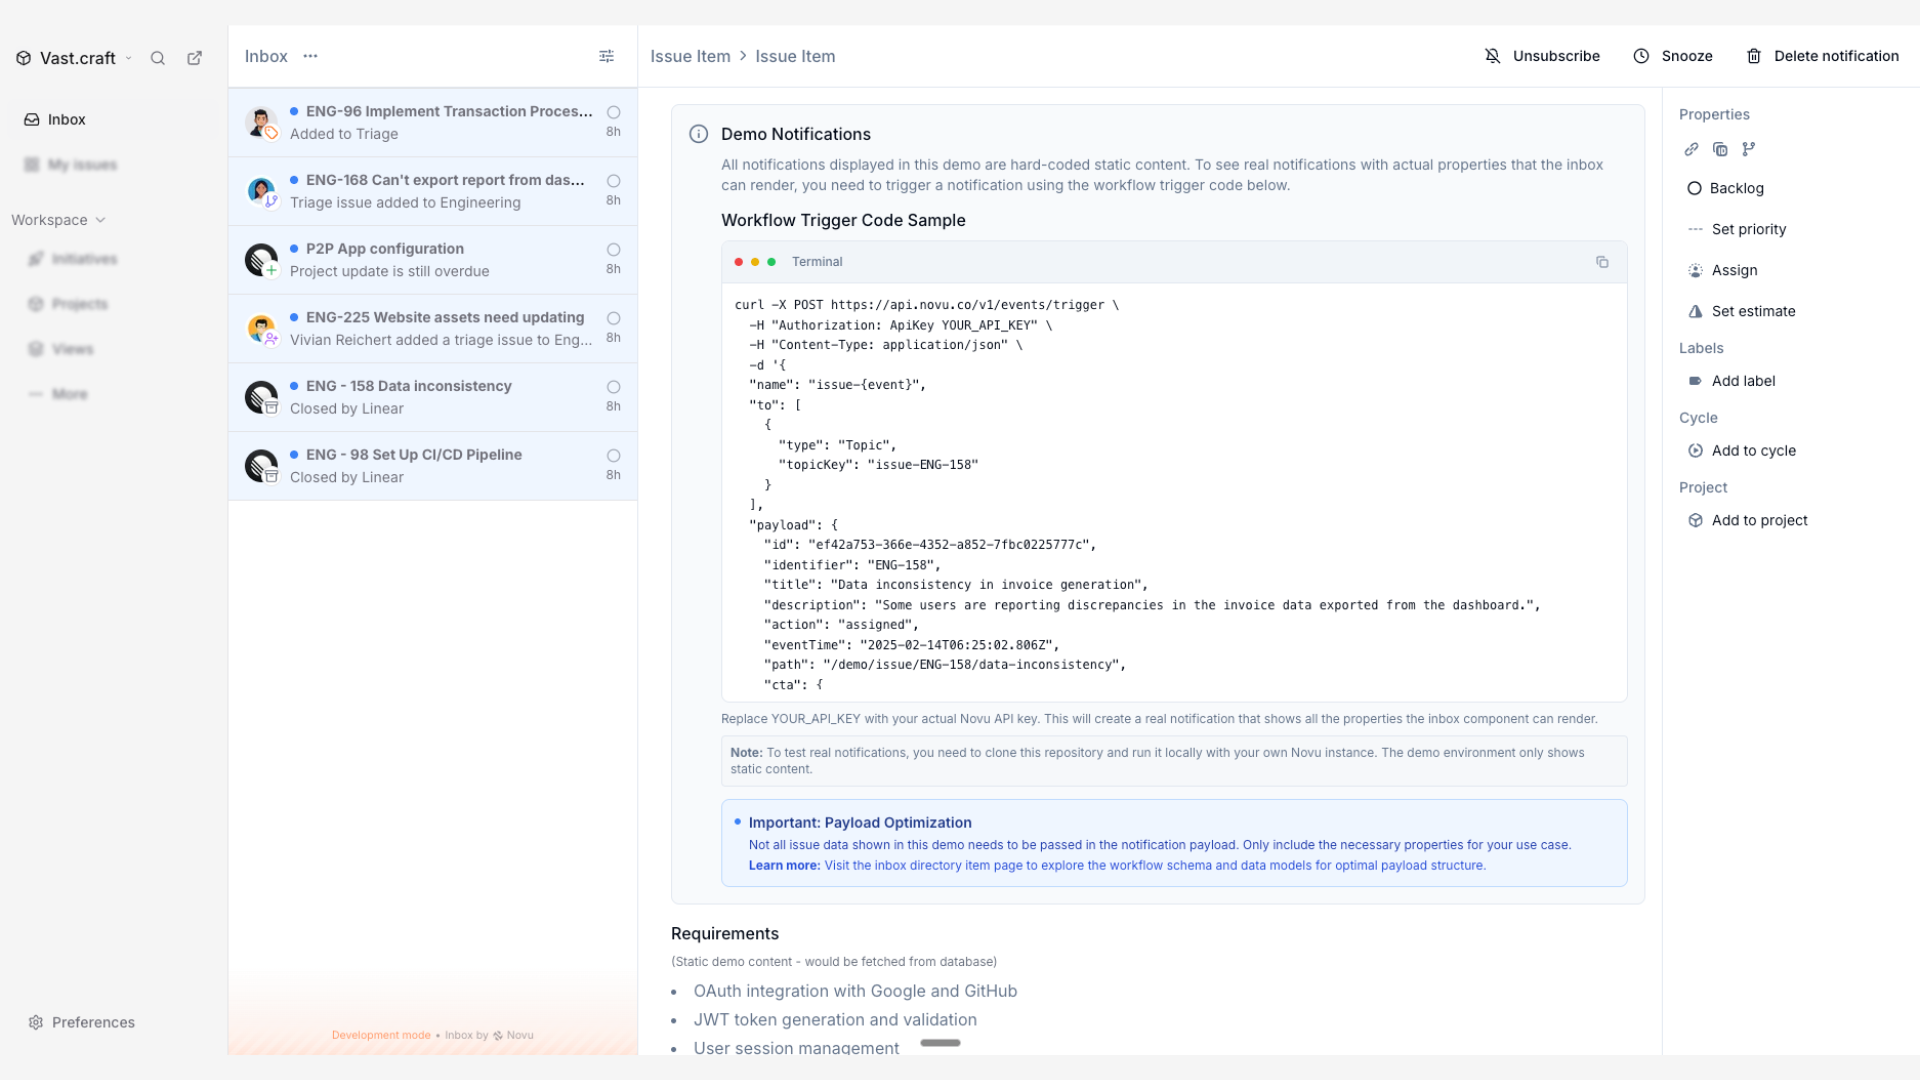 Vast.craft
Inbox
My issues
Workspace
Initiatives
Projects
Views
More
Preferences
Inbox
ENG-96 Implement Transaction Proces...
Added to Triage
8h
ENG-168 Can't export report from das...
Triage issue added to Engineering
8h
P2P App configuration
Project update is still overdue
8h
ENG-225 Website assets need updating
Vivian Reichert added a triage issue to Eng...
8h
ENG - 158 Data inconsistency
Closed by Linear
8h
ENG - 98 Set Up CI/CD Pipeline
Closed by Linear
8h
Development mode • Inbox by Novu
Issue Item > Issue Item
Unsubscribe
Snooze
Delete notification
Demo Notifications
All notifications displayed in this demo are hard-coded static content. To see real notifications with actual properties that the inbox
can render, you need to trigger a notification using the workflow trigger code below.
Workflow Trigger Code Sample
Terminal
curl -X POST https://api.novu.co/v1/events/trigger \
-H "Authorization: ApiKey YOUR_API_KEY" \
-H "Content-Type: application/json" \
-d '{
"name": "issue-{event}",
"to": [
{
"type": "Topic",
"topicKey": "issue-ENG-158"
}
],
"payload": {
"id": "ef42a753-366e-4352-a852-7fbc0225777c",
"identifier": "ENG-158",
"title": "Data inconsistency in invoice generation",
"description": "Some users are reporting discrepancies in the invoice data exported from the dashboard.",
"action": "assigned",
"eventTime": "2025-02-14T06:25:02.806Z",
"path": "/demo/issue/ENG-158/data-inconsistency",
"cta": {
Replace YOUR_API_KEY with your actual Novu API key. This will create a real notification that shows all the properties the inbox component can render.
Note: To test real notifications, you need to clone this repository and run it locally with your own Novu instance. The demo environment only shows
static content.
Important: Payload Optimization
Not all issue data shown in this demo needs to be passed in the notification payload. Only include the necessary properties for your use case.
Learn more: Visit the inbox directory item page to explore the workflow schema and data models for optimal payload structure.
Requirements
(Static demo content - would be fetched from database)
• OAuth integration with Google and GitHub
• JWT token generation and validation
• User session management
Properties
Backlog
Set priority
Assign
Set estimate
Labels
Add label
Cycle
Add to cycle
Project
Add to project